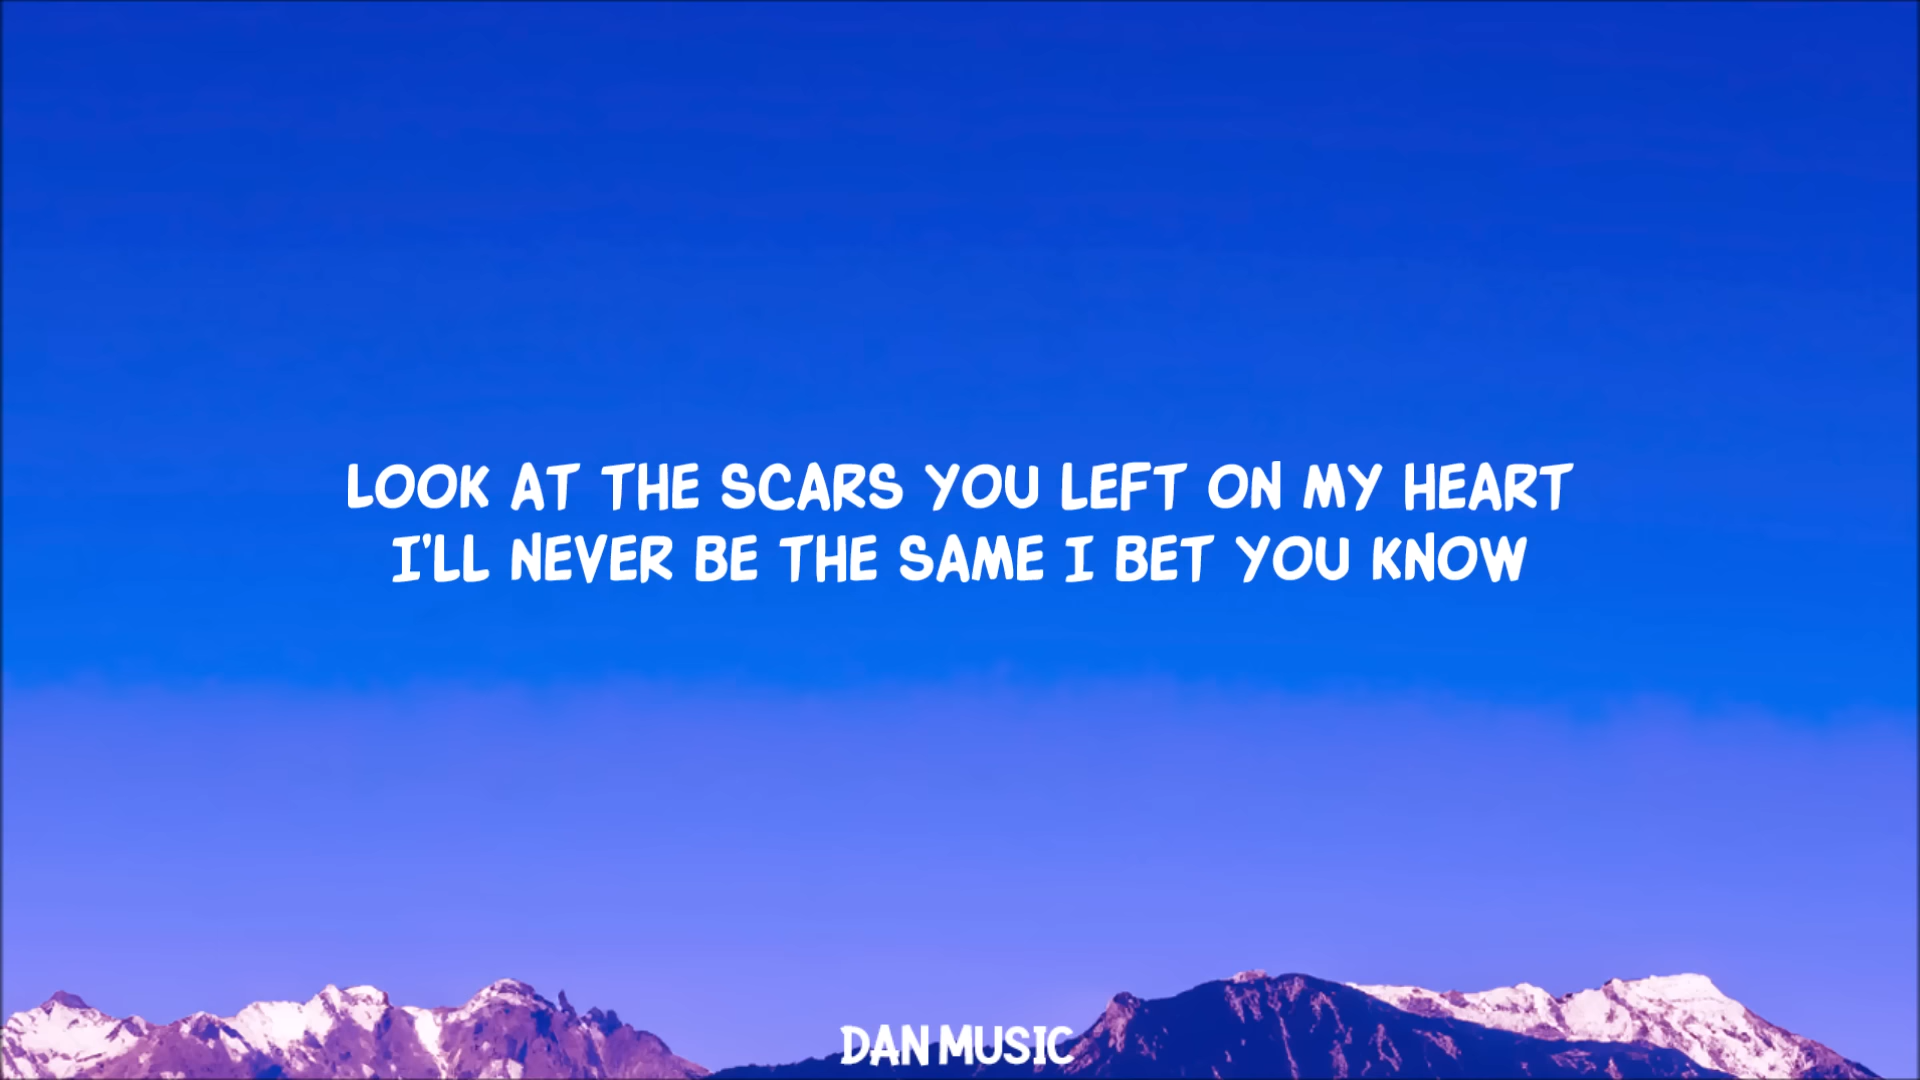 LOOK AT THE SCARS YOU LEFT ON MY HEART
I'LL NEVER BE THE SAME I BET YOU KNOW
DAN MUSIC